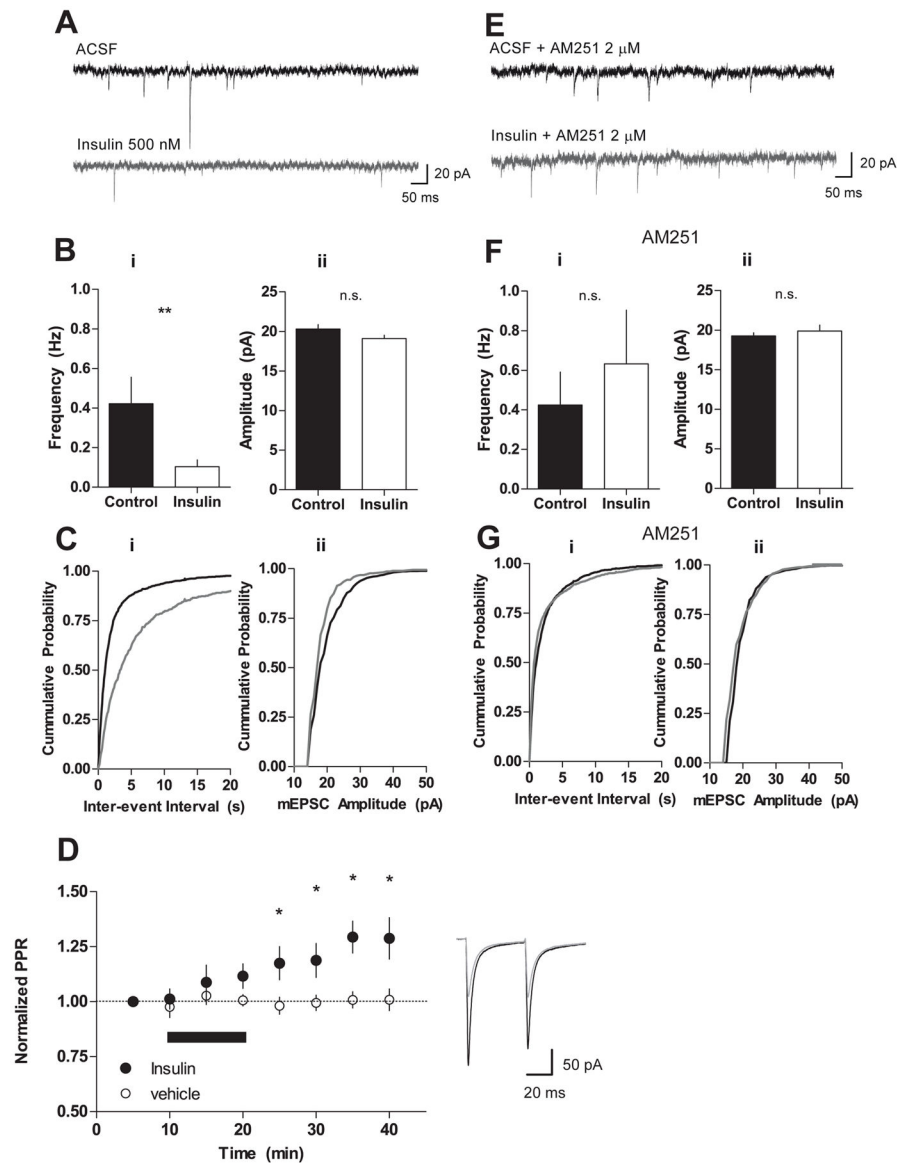 A
ACSF
Insulin 500 nM
20 pA
50 ms
E
ACSF + AM251 2 µM
Insulin + AM251 2 µM
20 pA
50 ms
B
i
**
Frequency (Hz)
1.0
0.8
0.6
0.4
0.2
0.0
Control
Insulin
ii
n.s.
Amplitude (pA)
25
20
15
10
5
0
Control
Insulin
F
AM251
i
n.s.
Frequency (Hz)
1.0
0.8
0.6
0.4
0.2
0.0
Control
Insulin
ii
n.s.
Amplitude (pA)
25
20
15
10
5
0
Control
Insulin
C
i
Cummulative Probability
1.00
0.75
0.50
0.25
0.00
0 5 10 15 20
Inter-event Interval (s)
ii
Cummulative Probability
1.00
0.75
0.50
0.25
0.00
10 20 30 40 50
mEPSC Amplitude (pA)
G
AM251
i
Cummulative Probability
1.00
0.75
0.50
0.25
0.00
0 5 10 15 20
Inter-event Interval (s)
ii
Cummulative Probability
1.00
0.75
0.50
0.25
0.00
10 20 30 40 50
mEPSC Amplitude (pA)
D
Normalized PPR
1.50
1.25
1.00
0.75
0.50
* * * *
Insulin
vehicle
0 10 20 30 40
Time (min)
50 pA
20 ms